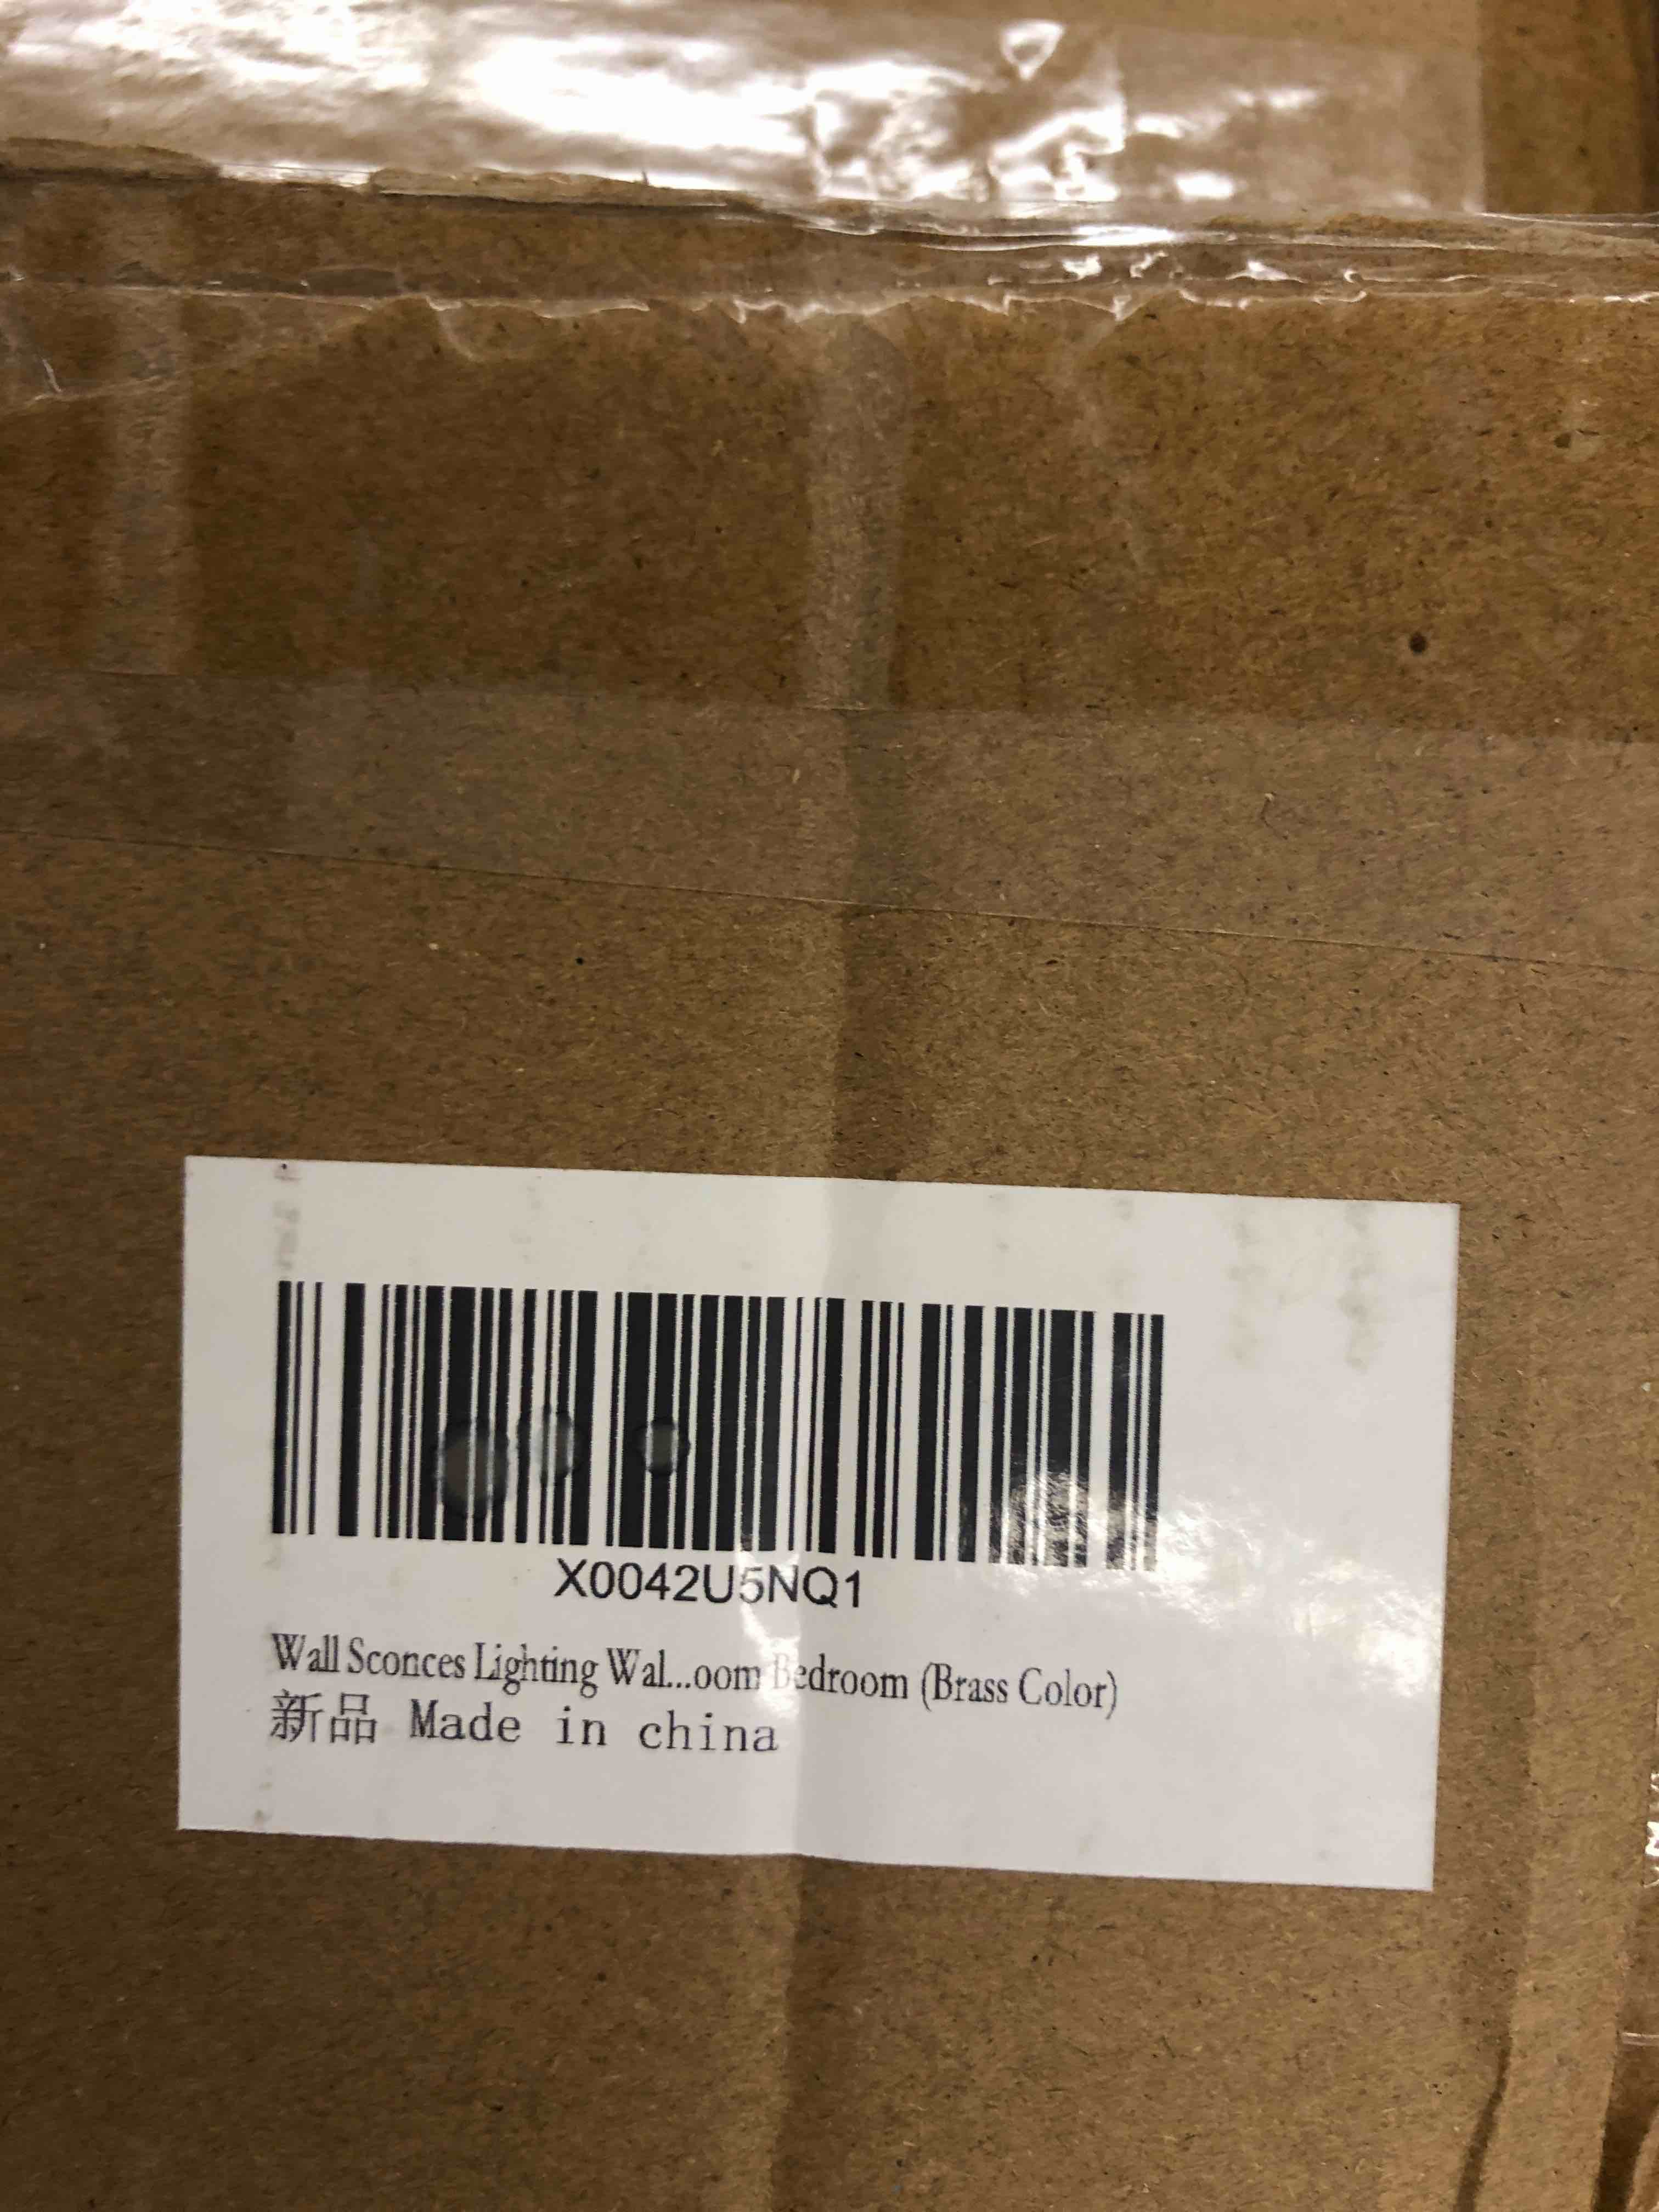 X0042U5NQ1
Wall Sconces Lighting Wal...oom Bedroom (Brass Color)
新品 Made in china